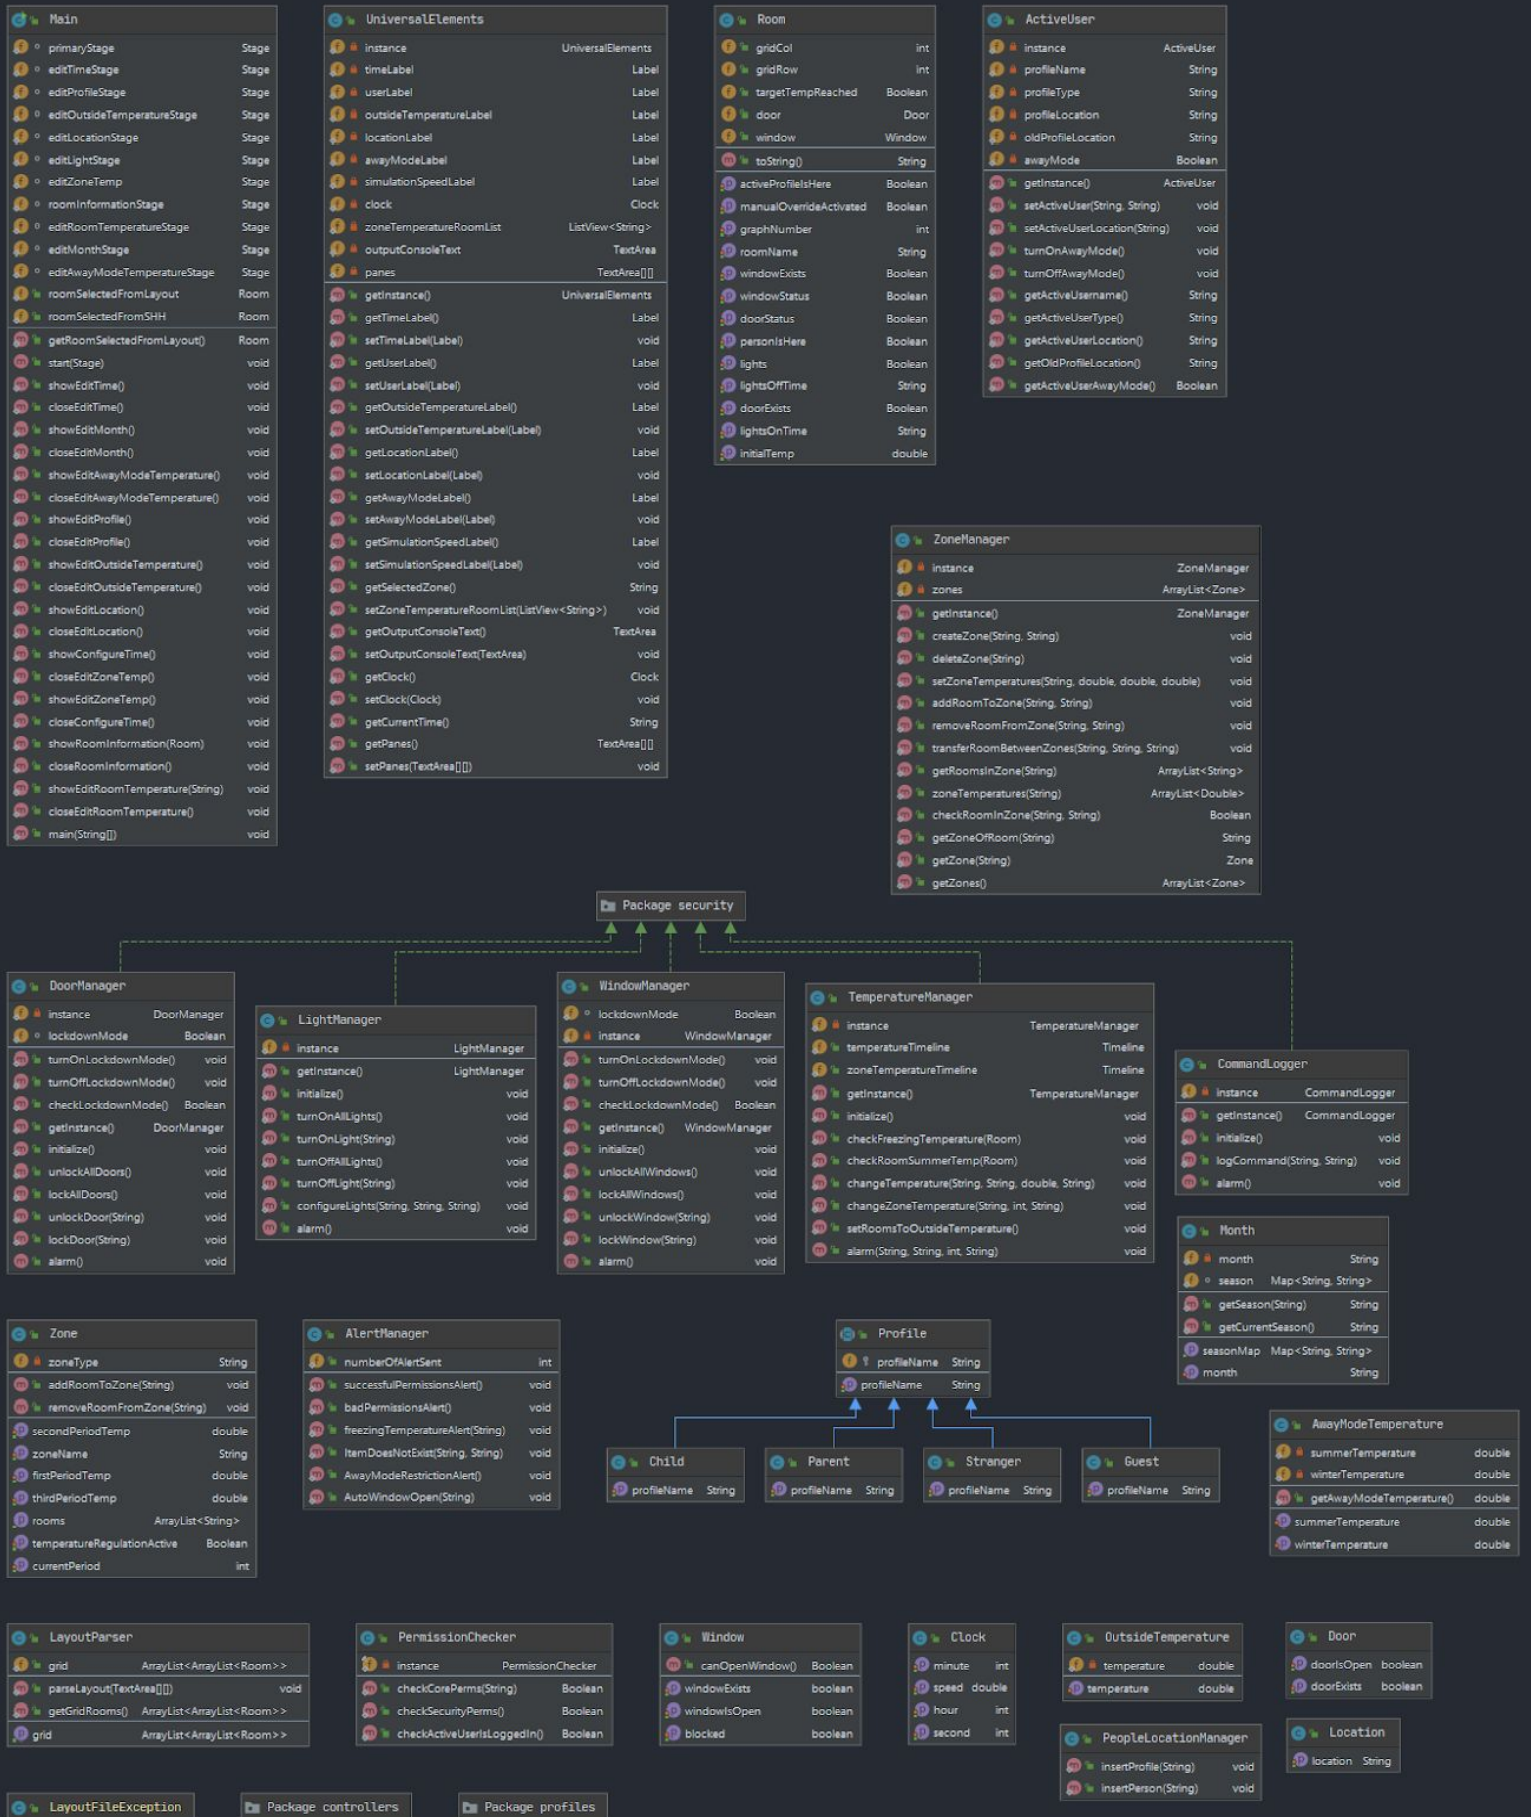 Main
primaryStage Stage
editTimeStage Stage
editProfileStage Stage
editOutsideTemperatureStage Stage
editLocationStage Stage
editLightStage Stage
editZoneTemp Stage
roomInformationStage Stage
editRoomTemperatureStage Stage
editMonthStage Stage
editAwayModeTemperatureStage Stage
roomSelectedFromLayout Room
roomSelectedFromSHH Room
getRoomSelectedFromLayout() Room
start(Stage) void
showEditTime() void
closeEditTime() void
showEditMonth() void
closeEditMonth() void
showEditAwayModeTemperature() void
closeEditAwayModeTemperature() void
showEditProfile() void
closeEditProfile() void
showEditOutsideTemperature() void
closeEditOutsideTemperature() void
showEditLocation() void
closeEditLocation() void
showConfigureTime() void
closeEditZoneTemp() void
showEditZoneTemp() void
closeConfigureTime() void
showRoomInformation(Room) void
closeRoomInformation() void
showEditRoomTemperature(String) void
closeEditRoomTemperature() void
main(String[]) void
UniversalElements
instance UniversalElements
timeLabel Label
userLabel Label
outsideTemperatureLabel Label
locationLabel Label
awayModeLabel Label
simulationSpeedLabel Label
clock Clock
zoneTemperatureRoomList ListView<String>
outputConsoleText TextArea
panes TextArea[][]
getInstance() UniversalElements
getTimeLabel() Label
setTimeLabel(Label) void
getUserLabel() Label
setUserLabel(Label) void
getOutsideTemperatureLabel() Label
setOutsideTemperatureLabel(Label) void
getLocationLabel() Label
setLocationLabel(Label) void
getAwayModeLabel() Label
setAwayModeLabel(Label) void
getSimulationSpeedLabel() Label
setSimulationSpeedLabel(Label) void
getSelectedZone() String
setZoneTemperatureRoomList(ListView<String>) void
getOutputConsoleText() TextArea
setOutputConsoleText(TextArea) void
getClock() Clock
setClock(Clock) void
getCurrentTime() String
getPanes() TextArea[][]
setPanes(TextArea[][]) void
Room
gridCol int
gridRow int
targetTempReached Boolean
door Door
window Window
toString() String
activeProfileIsHere Boolean
manualOverrideActivated Boolean
graphNumber int
roomName String
windowExists Boolean
windowStatus Boolean
doorStatus Boolean
personIsHere Boolean
lights Boolean
lightsOffTime String
doorExists Boolean
lightsOnTime String
initialTemp double
ActiveUser
instance ActiveUser
profileName String
profileType String
profileLocation String
oldProfileLocation String
awayMode Boolean
getInstance() ActiveUser
setActiveUser(String, String) void
setActiveUserLocation(String) void
turnOnAwayMode() void
turnOffAwayMode() void
getActiveUsername() String
getActiveUserType() String
getActiveUserLocation() String
getOldProfileLocation() String
getActiveUserAwayMode() Boolean
ZoneManager
instance ZoneManager
zones ArrayList<Zone>
getInstance() ZoneManager
createZone(String, String) void
deleteZone(String) void
setZoneTemperatures(String, double, double, double) void
addRoomToZone(String, String) void
removeRoomFromZone(String, String) void
transferRoomBetweenZones(String, String, String) void
getRoomsInZone(String) ArrayList<String>
zoneTemperatures(String) ArrayList<Double>
checkRoomInZone(String, String) Boolean
getZoneOfRoom(String) String
getZone(String) Zone
getZones() ArrayList<Zone>
Package security
DoorManager
instance DoorManager
lockdownMode Boolean
turnOnLockdownMode() void
turnOffLockdownMode() void
checkLockdownMode() Boolean
getInstance() DoorManager
initialize() void
unlockAllDoors() void
lockAllDoors() void
unlockDoor(String) void
lockDoor(String) void
alarm() void
LightManager
instance LightManager
getInstance() LightManager
initialize() void
turnOnAllLights() void
turnOnLight(String) void
turnOffAllLights() void
turnOffLight(String) void
configureLights(String, String, String) void
alarm() void
WindowManager
lockdownMode Boolean
instance WindowManager
turnOnLockdownMode() void
turnOffLockdownMode() void
checkLockdownMode() Boolean
getInstance() WindowManager
initialize() void
unlockAllWindows() void
lockAllWindows() void
unlockWindow(String) void
lockWindow(String) void
alarm() void
TemperatureManager
instance TemperatureManager
temperatureTimeline Timeline
zoneTemperatureTimeline Timeline
getInstance() TemperatureManager
initialize() void
checkFreezingTemperature(Room) void
checkRoomSummerTemp(Room) void
changeTemperature(String, String, double, String) void
changeZoneTemperature(String, int, String) void
setRoomsToOutsideTemperature() void
alarm(String, String, int, String) void
CommandLogger
instance CommandLogger
getInstance() CommandLogger
initialize() void
logCommand(String, String) void
alarm() void
Month
month String
season Map<String, String>
getSeason(String) String
getCurrentSeason() String
seasonMap Map<String, String>
month String
Zone
zoneType String
addRoomToZone(String) void
removeRoomFromZone(String) void
secondPeriodTemp double
zoneName String
firstPeriodTemp double
thirdPeriodTemp double
rooms ArrayList<String>
temperatureRegulationActive Boolean
currentPeriod int
AlertManager
numberOfAlertSent int
successfulPermissionsAlert() void
badPermissionsAlert() void
freezingTemperatureAlert(String) void
ItemDoesNotExist(String, String) void
AwayModeRestrictionAlert() void
AutoWindowOpen(String) void
Profile
profileName String
profileName String
Child
profileName String
Parent
profileName String
Stranger
profileName String
Guest
profileName String
AwayModeTemperature
summerTemperature double
winterTemperature double
getAwayModeTemperature() double
summerTemperature double
winterTemperature double
LayoutParser
grid ArrayList<ArrayList<Room>>
parseLayout(TextArea[][]) void
getGridRooms() ArrayList<ArrayList<Room>>
grid ArrayList<ArrayList<Room>>
PermissionChecker
instance PermissionChecker
checkCorePerms(String) Boolean
checkSecurityPerms() Boolean
checkActiveUserIsLoggedIn() Boolean
Window
canOpenWindow() Boolean
windowExists boolean
windowIsOpen boolean
blocked boolean
Clock
minute int
speed double
hour int
second int
OutsideTemperature
temperature double
temperature double
Door
doorIsOpen boolean
doorExists boolean
PeopleLocationManager
insertProfile(String) void
insertPerson(String) void
Location
location String
LayoutFileException
Package controllers
Package profiles